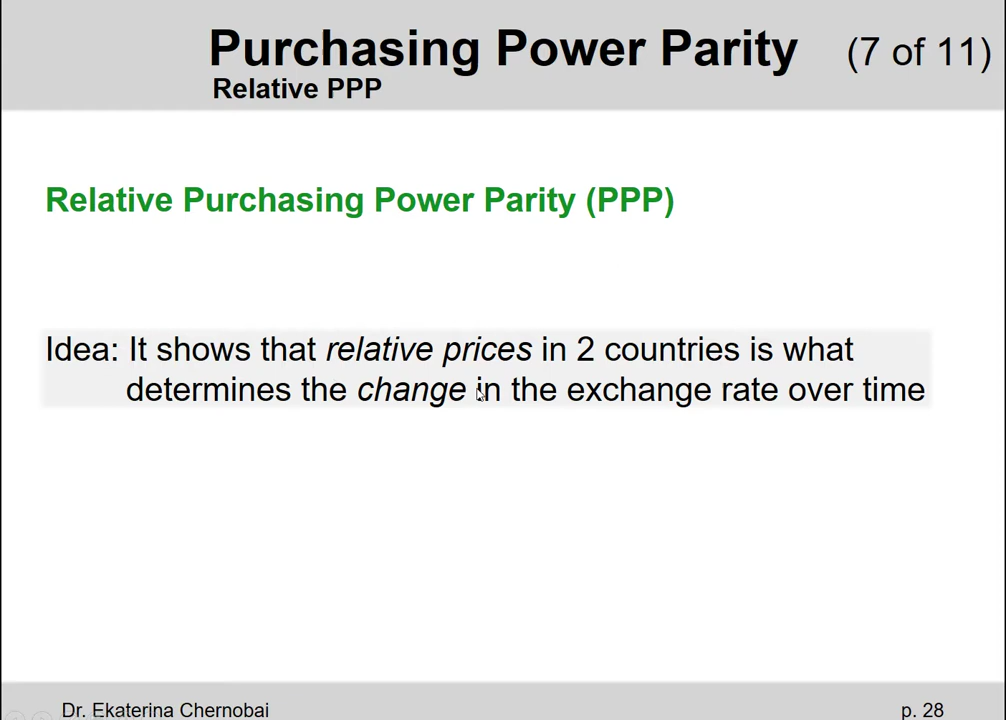 Purchasing Power Parity (7 of 11)
Relative PPP
Relative Purchasing Power Parity (PPP)
Idea: It shows that relative prices in 2 countries is what
determines the change in the exchange rate over time
Dr. Ekaterina Chernobai p. 28